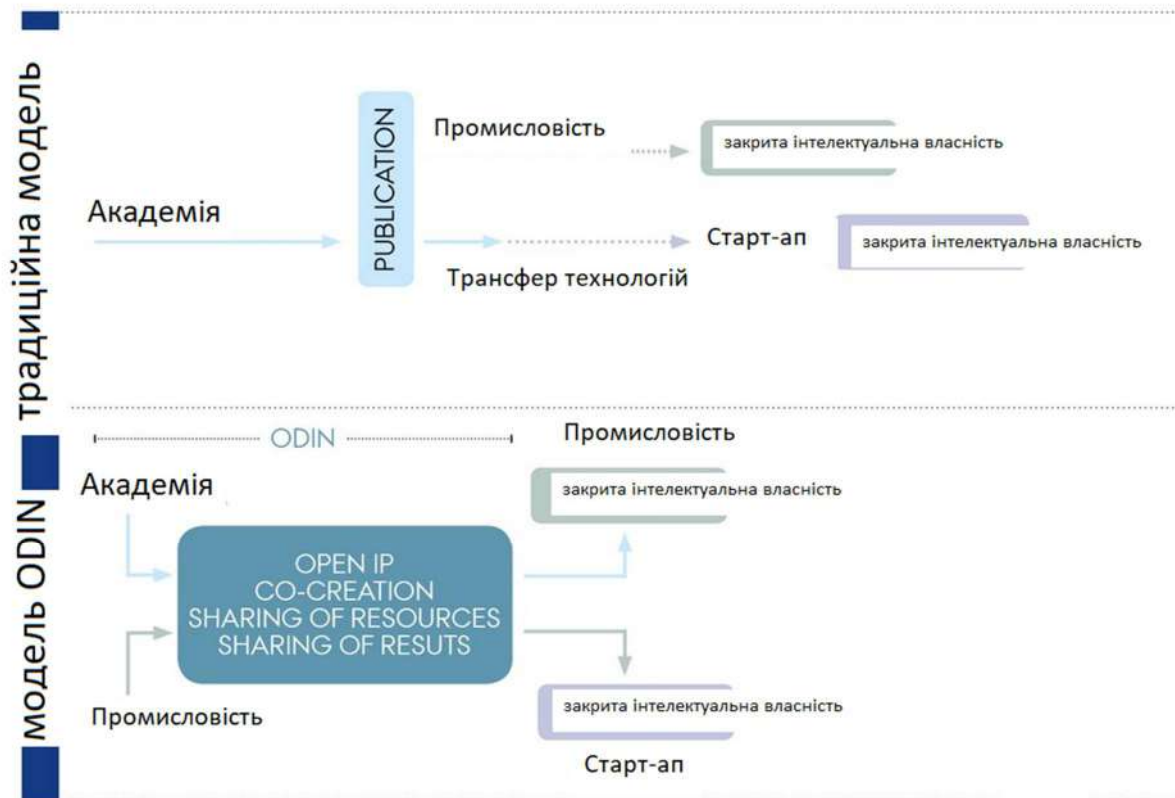 традиційна модель
Промисловість
закрита інтелектуальна власність
Академія
PUBLICATION
Старт-ап
закрита інтелектуальна власність
Трансфер технологій
модель ODIN
ODIN
Промисловість
Академія
закрита інтелектуальна власність
OPEN IP
CO-CREATION
SHARING OF RESOURCES
SHARING OF RESUTS
Промисловість
закрита інтелектуальна власність
Старт-ап